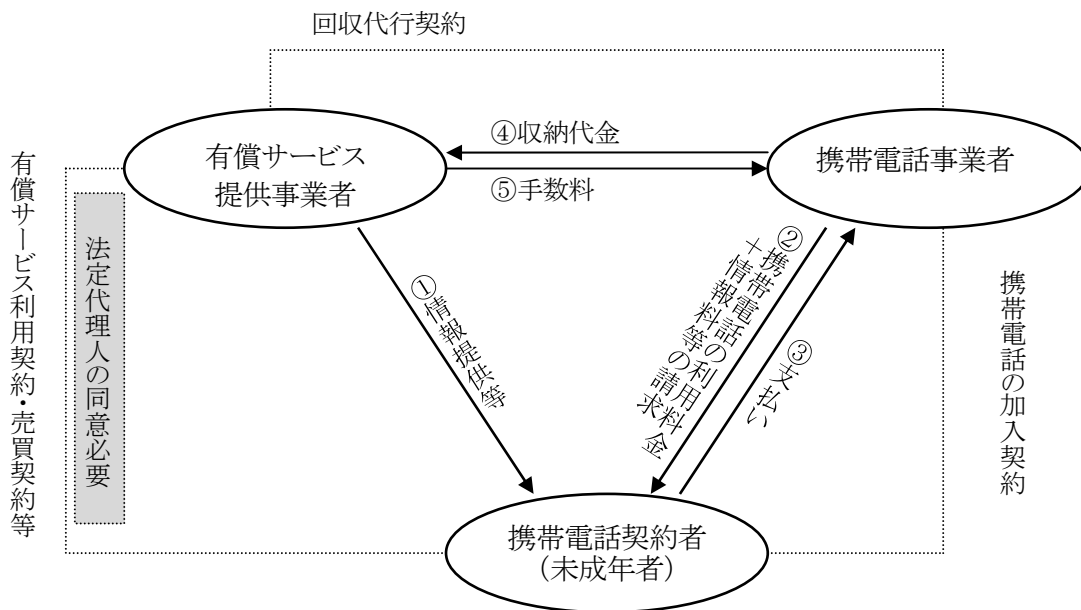 回収代行契約
有償サービス
提供事業者
④収納代金
⑤手数料
携帯電話事業者
有償サービス利用契約・売買契約等
法定代理人の同意必要
①情報提供等
②携帯電話の利用料金
+情報料等の請求
③支払い
携帯電話の加入契約
携帯電話契約者
(未成年者)